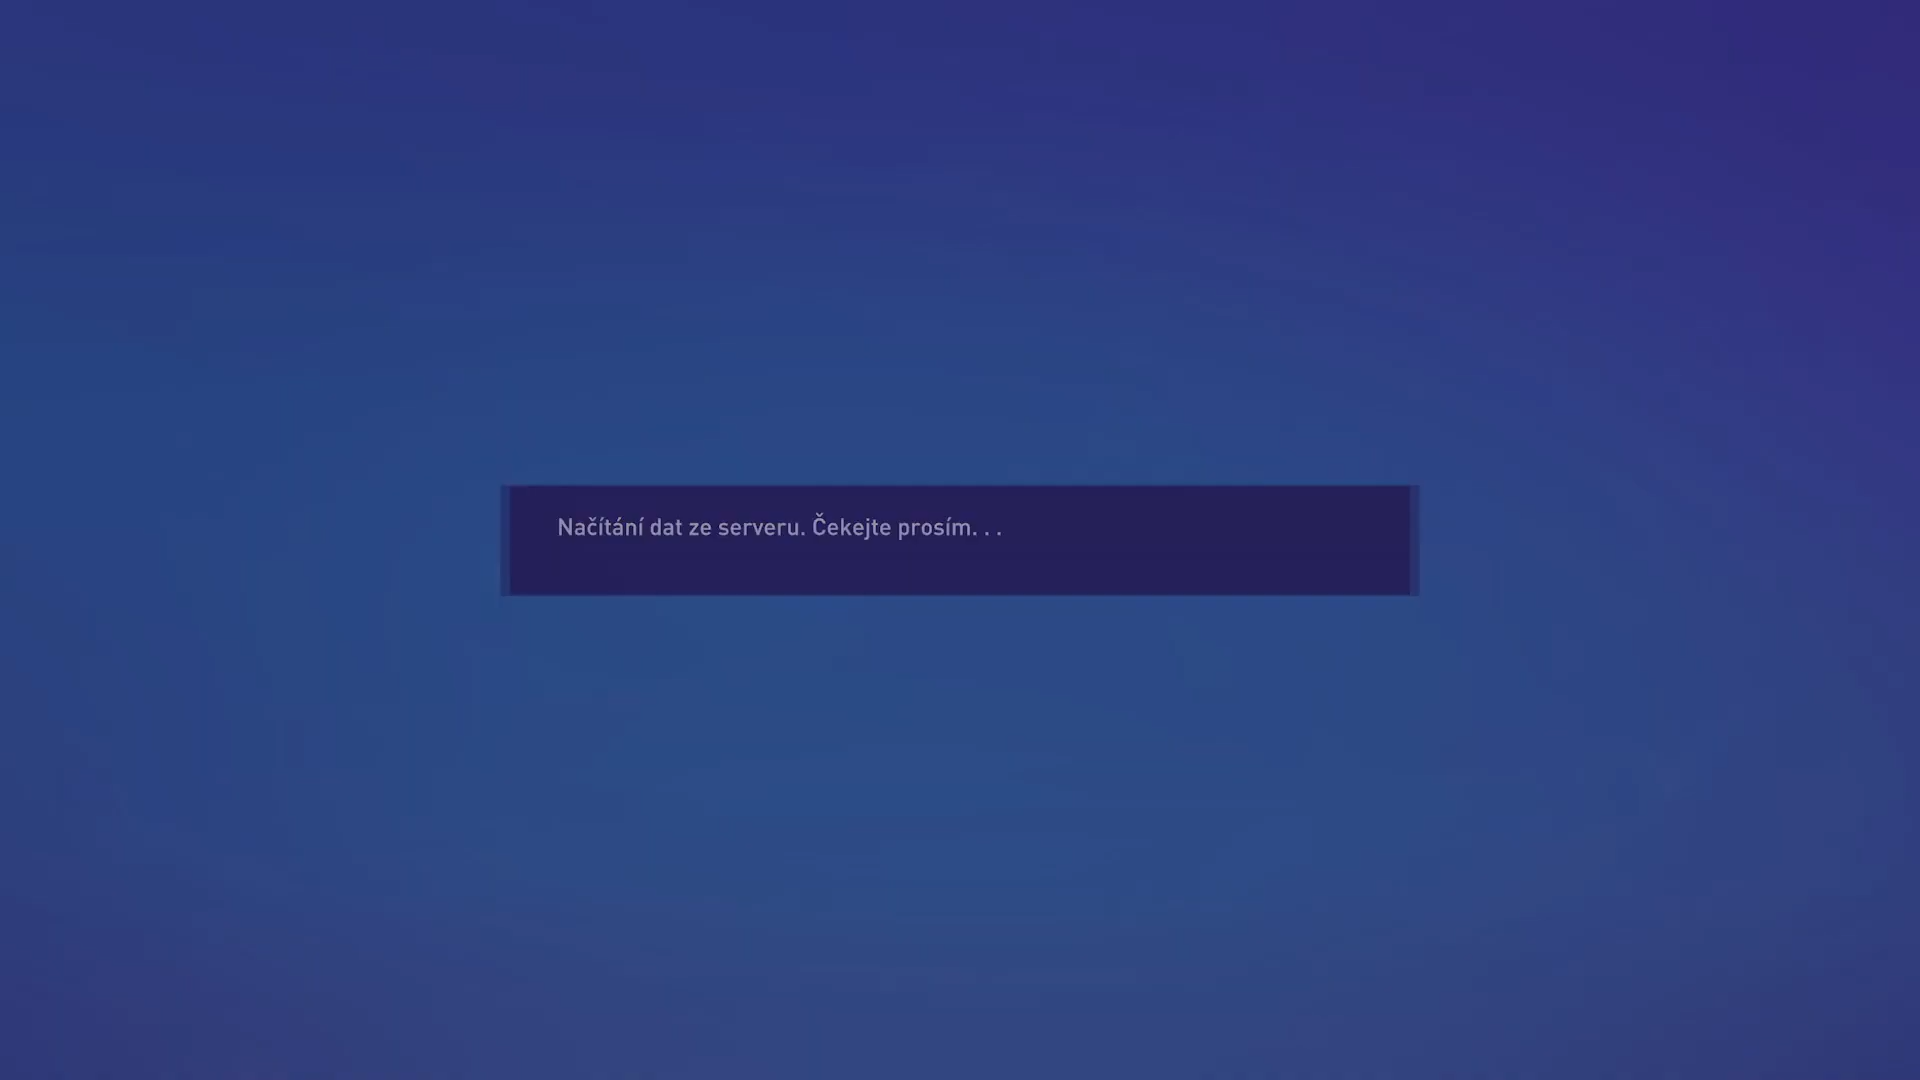 Načítání dat ze serveru. Čekejte prosím. . .